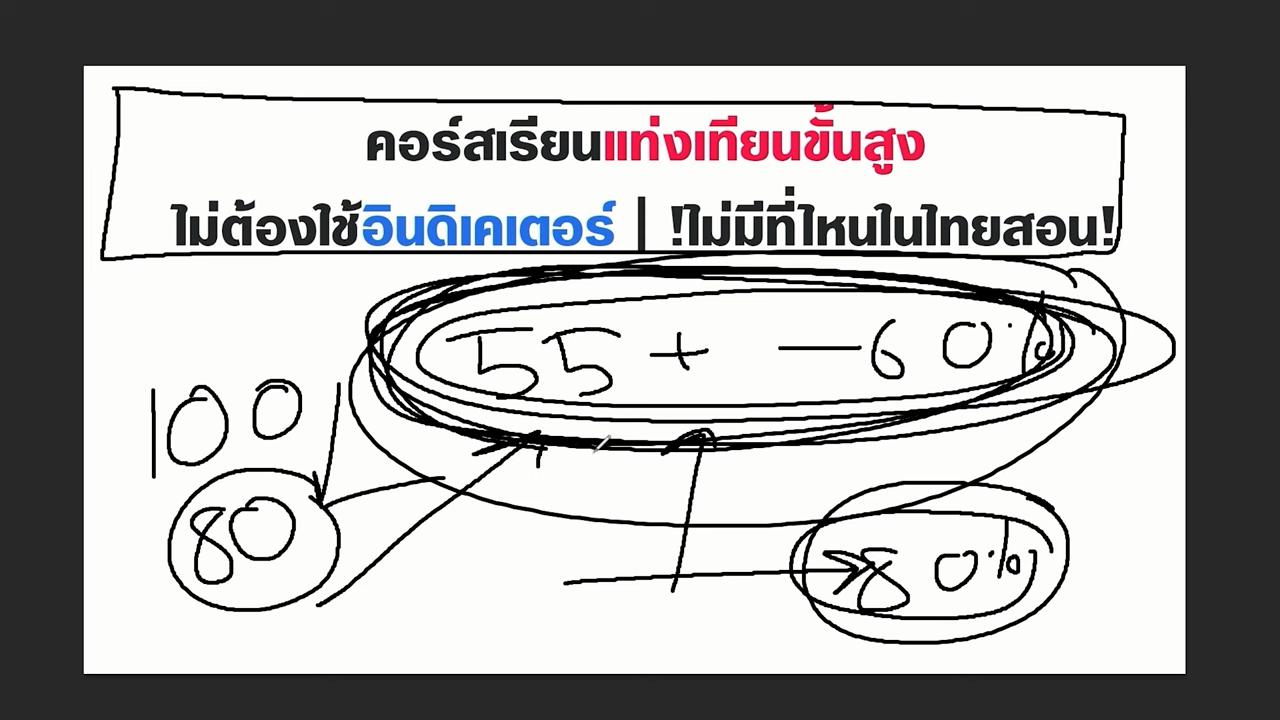 คอร์สเรียนแท่งเทียนขั้นสูง
ไม่ต้องใช้อินดิเคเตอร์ | !ไม่มีที่ไหนในไทยสอน!
55 + — 60%
100
80
80%